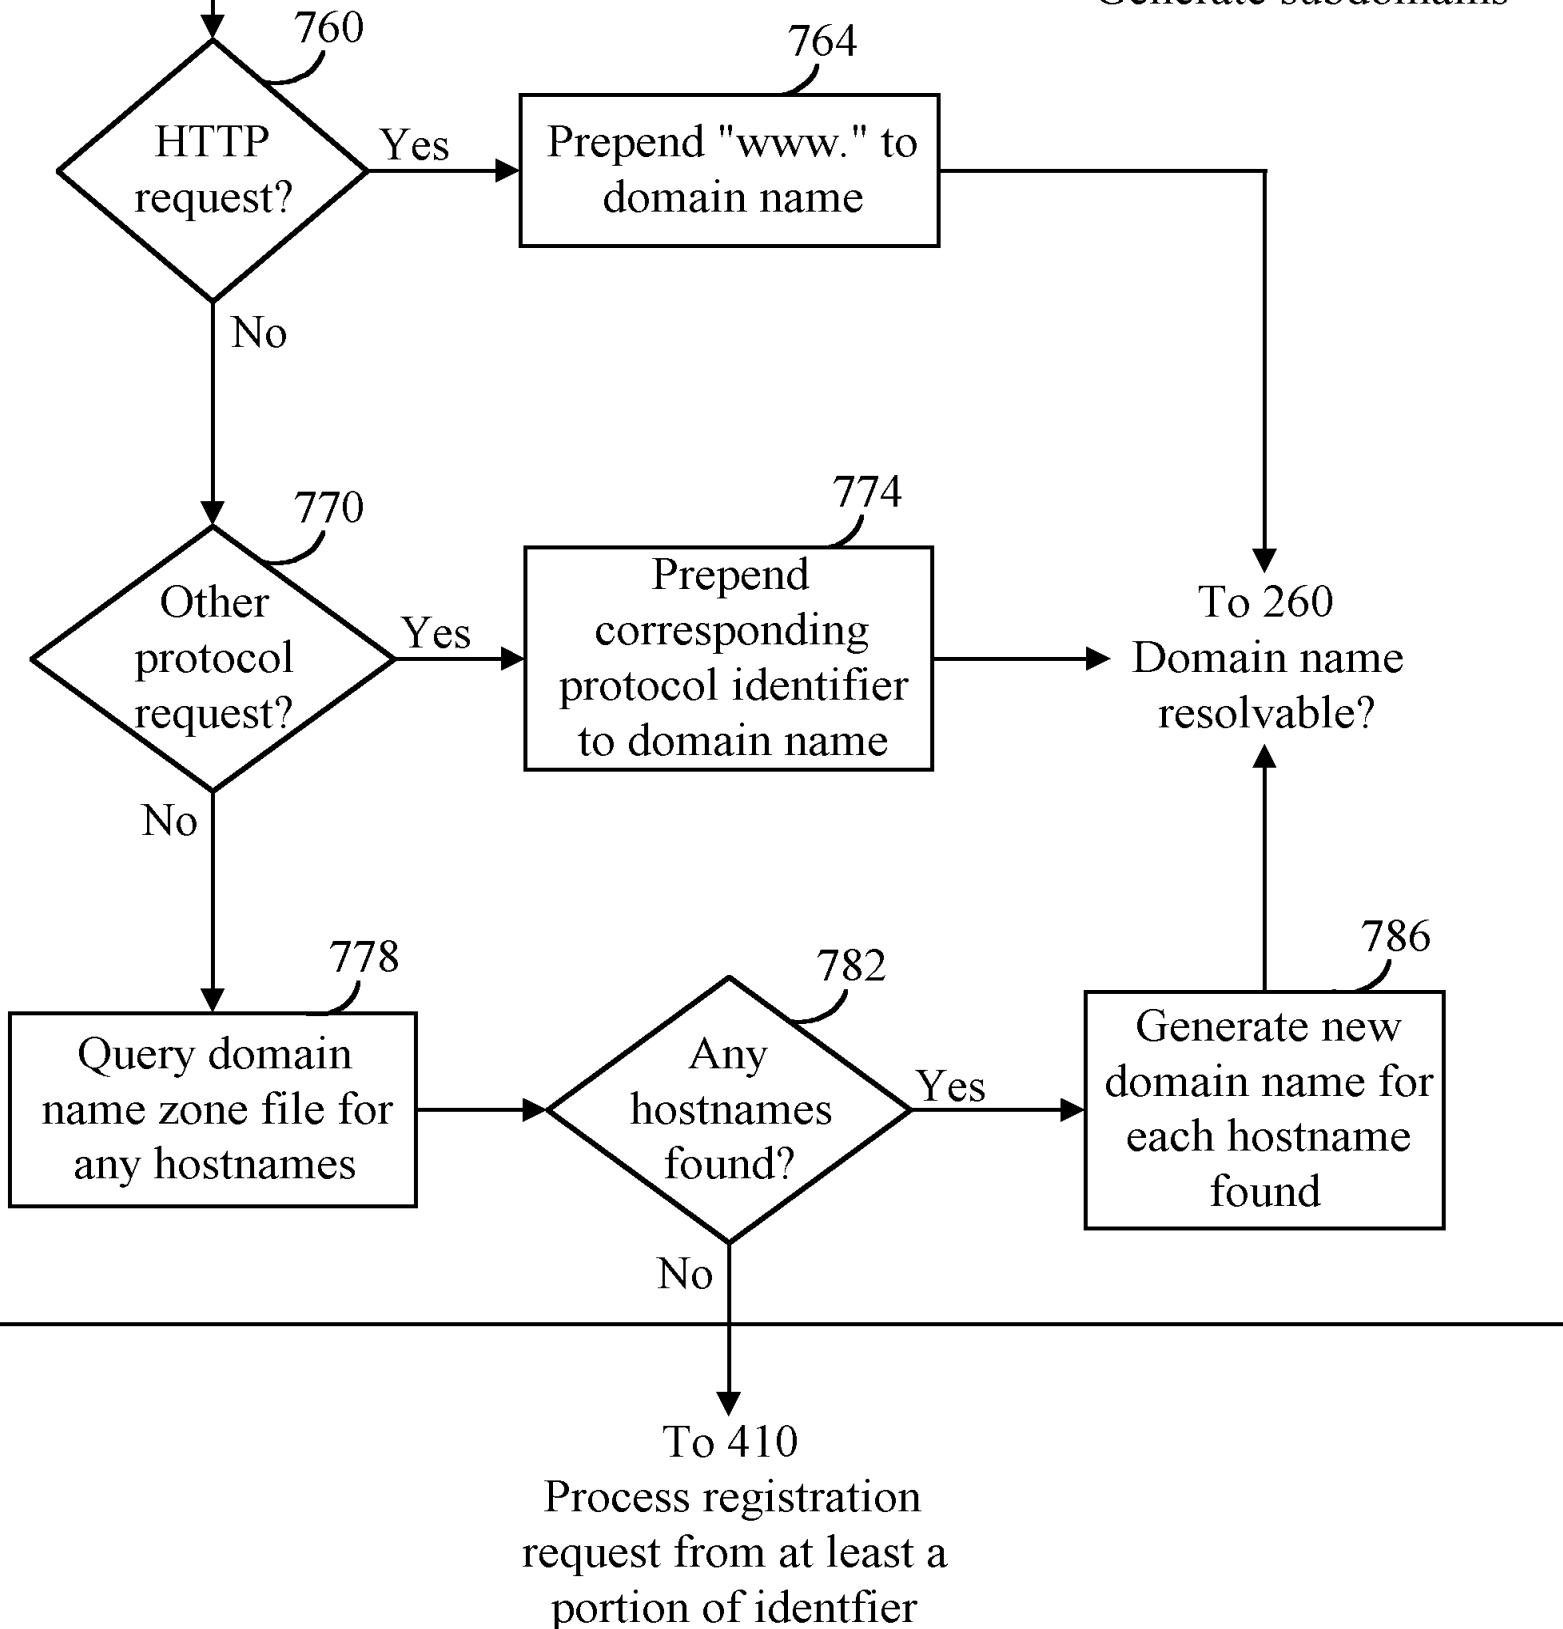 Generate subdomains
760
764
HTTP
request?
Yes
Prepend "www." to
domain name
No
770
774
Other
protocol
request?
Yes
Prepend
corresponding
protocol identifier
to domain name
To 260
Domain name
resolvable?
No
778
782
786
Query domain
name zone file for
any hostnames
Any
hostnames
found?
Yes
Generate new
domain name for
each hostname
found
No
To 410
Process registration
request from at least a
portion of identfier